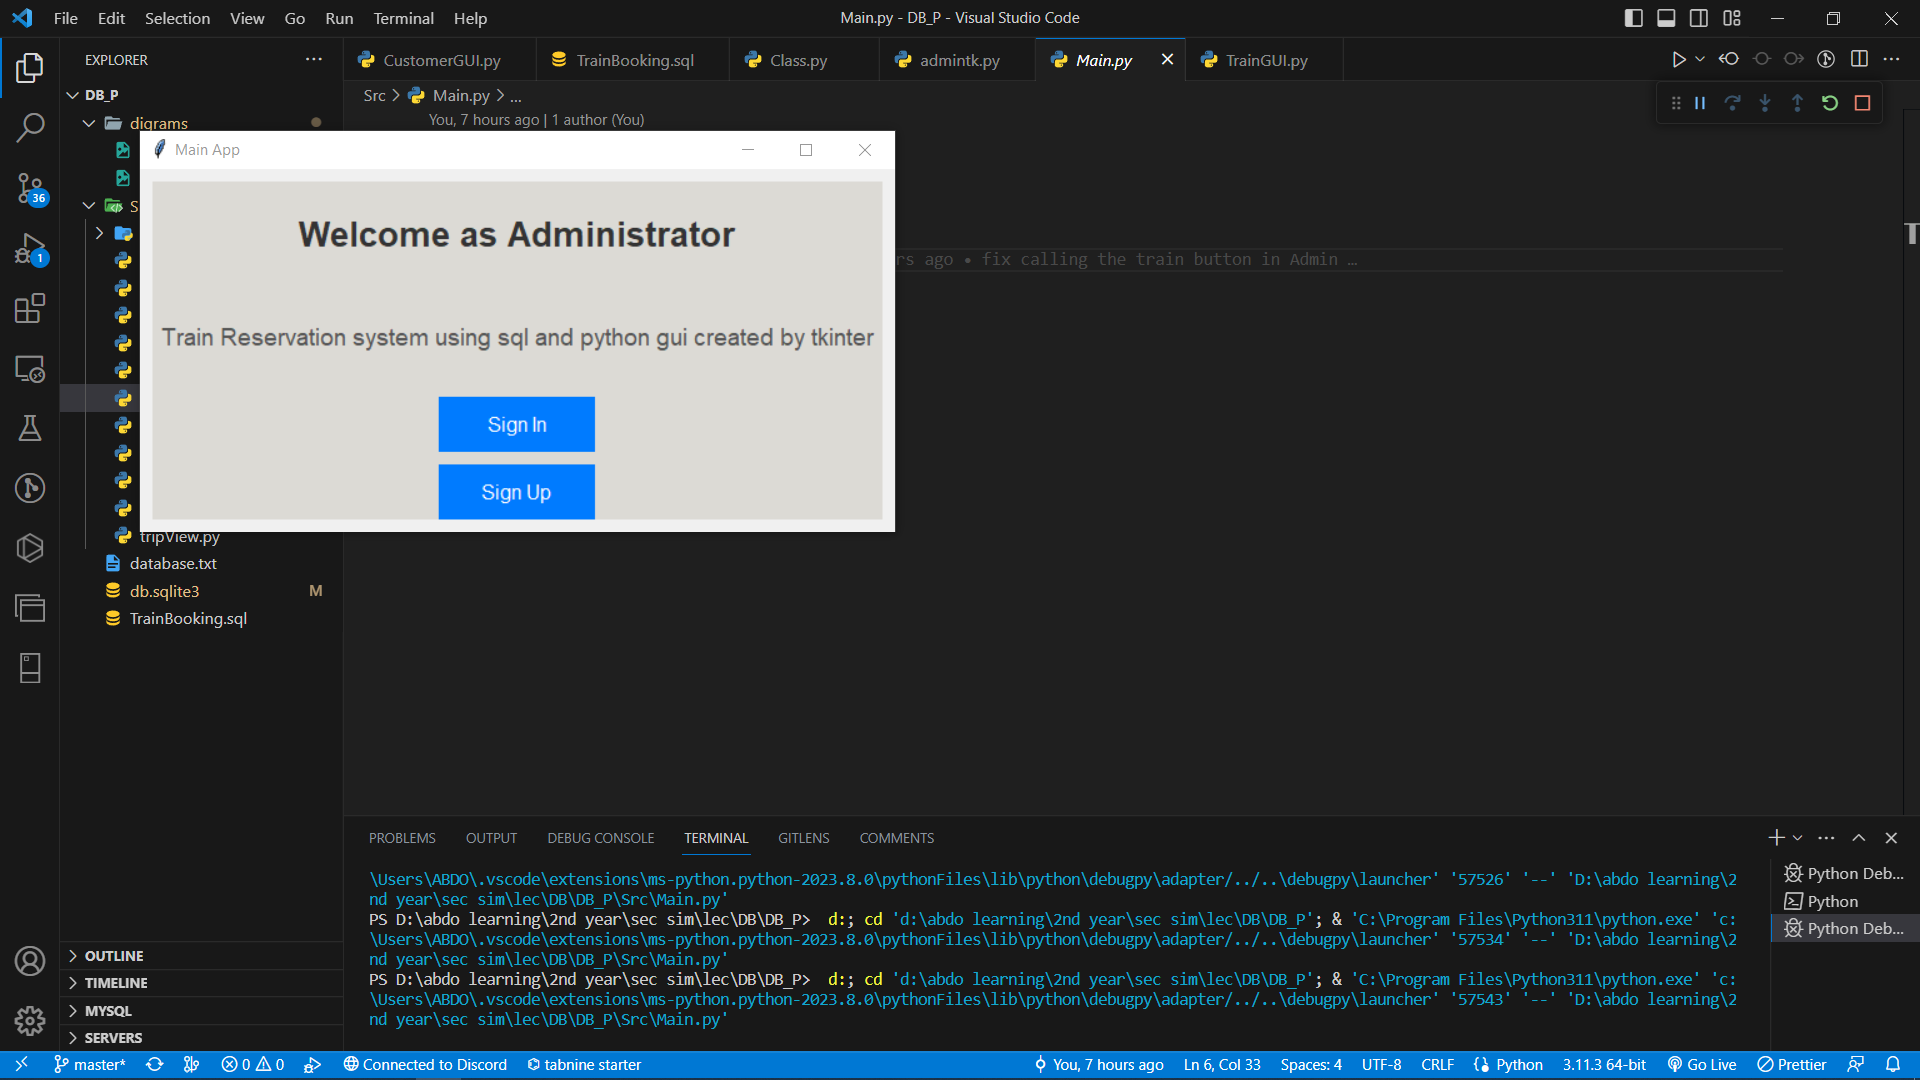 File Edit Selection View Go Run Terminal Help
Main.py - DB_P - Visual Studio Code
EXPLORER
CustomerGUI.py
TrainBooking.sql
Class.py
admintk.py
Main.py
TrainGUI.py
DB_P
Src > Main.py > ...
You, 7 hours ago | 1 author (You)
digrams
Main App
S
36
1
Welcome as Administrator
rs ago • fix calling the train button in Admin …
Train Reservation system using sql and python gui created by tkinter
Sign In
Sign Up
tripView.py
database.txt
db.sqlite3 M
TrainBooking.sql
PROBLEMS OUTPUT DEBUG CONSOLE TERMINAL GITLENS COMMENTS
\Users\ABDO\.vscode\extensions\ms-python.python-2023.8.0\pythonFiles\lib\python\debugpy\adapter/../..\debugpy\launcher' '57526' '--' 'D:\abdo learning\2
nd year\sec sim\lec\DB\DB_P\Src\Main.py'
PS D:\abdo learning\2nd year\sec sim\lec\DB\DB_P>  d:; cd 'd:\abdo learning\2nd year\sec sim\lec\DB\DB_P'; & 'C:\Program Files\Python311\python.exe' 'c:
\Users\ABDO\.vscode\extensions\ms-python.python-2023.8.0\pythonFiles\lib\python\debugpy\adapter/../..\debugpy\launcher' '57534' '--' 'D:\abdo learning\2
nd year\sec sim\lec\DB\DB_P\Src\Main.py'
PS D:\abdo learning\2nd year\sec sim\lec\DB\DB_P>  d:; cd 'd:\abdo learning\2nd year\sec sim\lec\DB\DB_P'; & 'C:\Program Files\Python311\python.exe' 'c:
\Users\ABDO\.vscode\extensions\ms-python.python-2023.8.0\pythonFiles\lib\python\debugpy\adapter/../..\debugpy\launcher' '57543' '--' 'D:\abdo learning\2
nd year\sec sim\lec\DB\DB_P\Src\Main.py'
Python Deb...
Python
Python Deb...
OUTLINE
TIMELINE
MYSQL
SERVERS
master* 0 0 Connected to Discord tabnine starter You, 7 hours ago Ln 6, Col 33 Spaces: 4 UTF-8 CRLF Python 3.11.3 64-bit Go Live Prettier